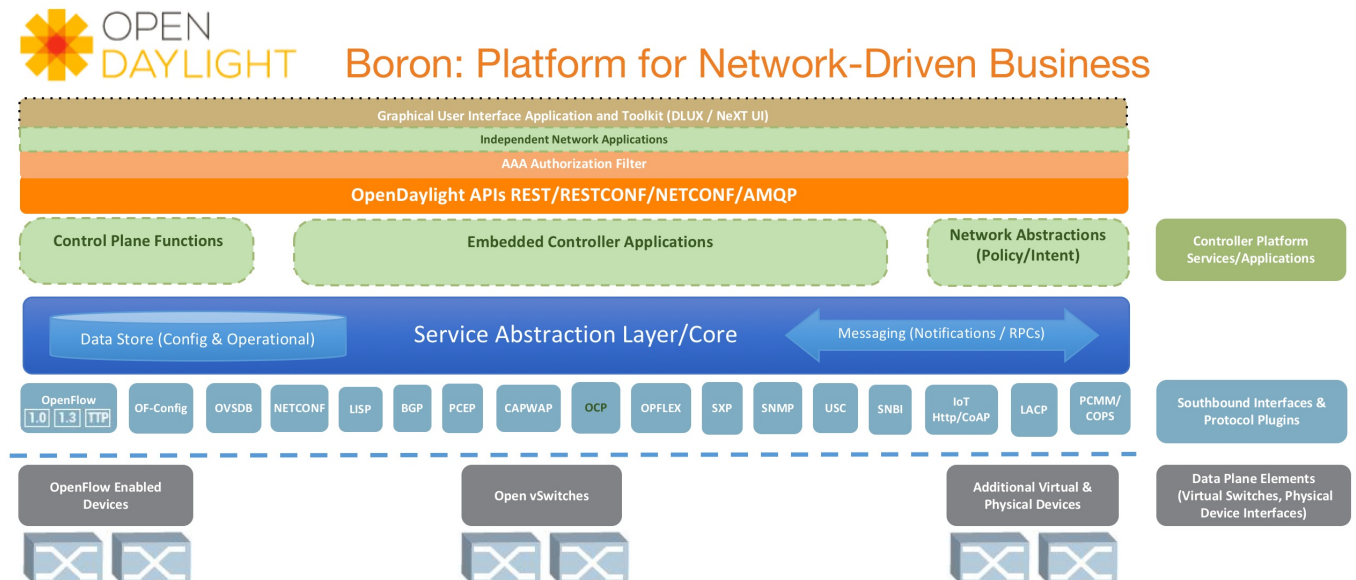 OPEN
DAYLIGHT
Boron: Platform for Network-Driven Business
Graphical User Interface Application and Toolkit (DLUX / NeXT UI)
Independent Network Applications
AAA Authorization Filter
OpenDaylight APIs REST/RESTCONF/NETCONF/AMQP
Control Plane Functions
Embedded Controller Applications
Network Abstractions
(Policy/Intent)
Controller Platform
Services/Applications
Data Store (Config & Operational)
Service Abstraction Layer/Core
Messaging (Notifications / RPCs)
OpenFlow
1.0 1.3 TTP
OF-Config
OVSDB
NETCONF
LISP
BGP
PCEP
CAPWAP
OCP
OPFLEX
SXP
SNMP
USC
SNBI
IoT
Http/CoAP
LACP
PCMM/
COPS
Southbound Interfaces &
Protocol Plugins
OpenFlow Enabled
Devices
Open vSwitches
Additional Virtual &
Physical Devices
Data Plane Elements
(Virtual Switches, Physical
Device Interfaces)